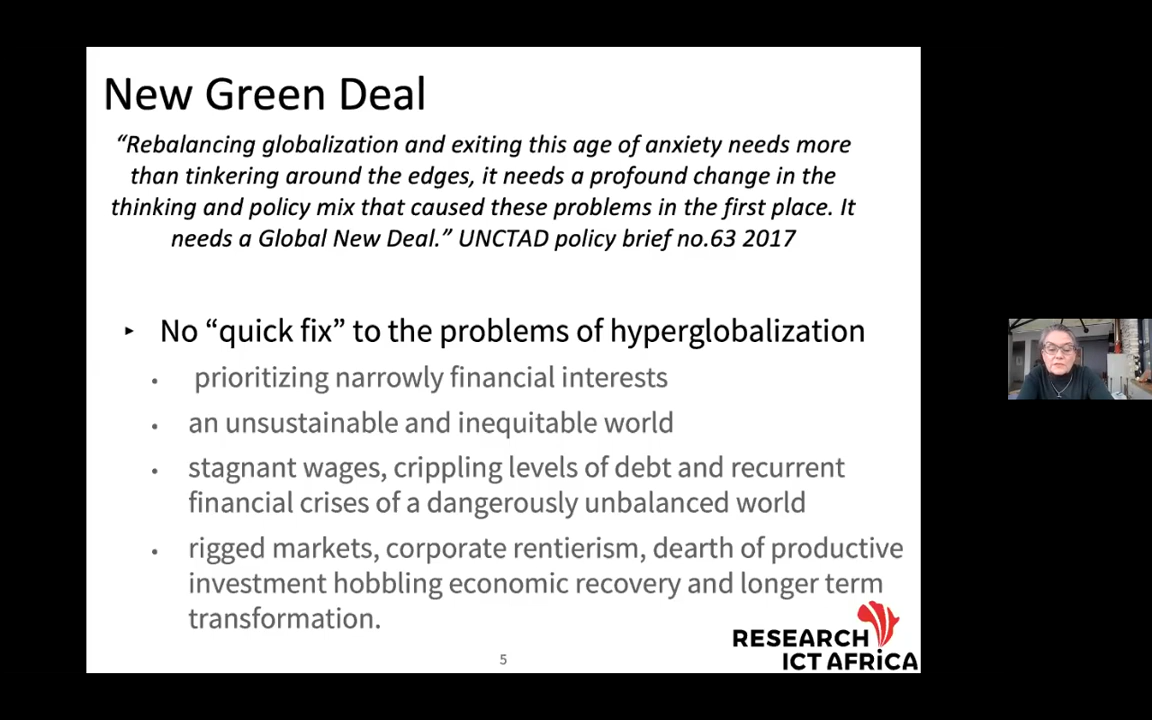 New Green Deal
“Rebalancing globalization and exiting this age of anxiety needs more
than tinkering around the edges, it needs a profound change in the
thinking and policy mix that caused these problems in the first place. It
needs a Global New Deal.” UNCTAD policy brief no.63 2017
‣ No “quick fix” to the problems of hyperglobalization
• prioritizing narrowly financial interests
• an unsustainable and inequitable world
• stagnant wages, crippling levels of debt and recurrent
financial crises of a dangerously unbalanced world
• rigged markets, corporate rentierism, dearth of productive
investment hobbling economic recovery and longer term
transformation.
5
RESEARCH
ICT AFRICA